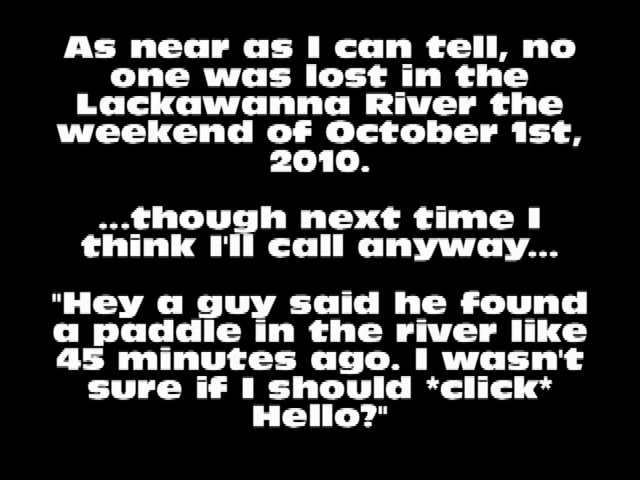 As near as I can tell, no
one was lost in the
Lackawanna River the
weekend of October 1st,
2010.
...though next time I
think I'll call anyway...
"Hey a guy said he found
a paddle in the river like
45 minutes ago. I wasn't
sure if I should *click*
Hello?"